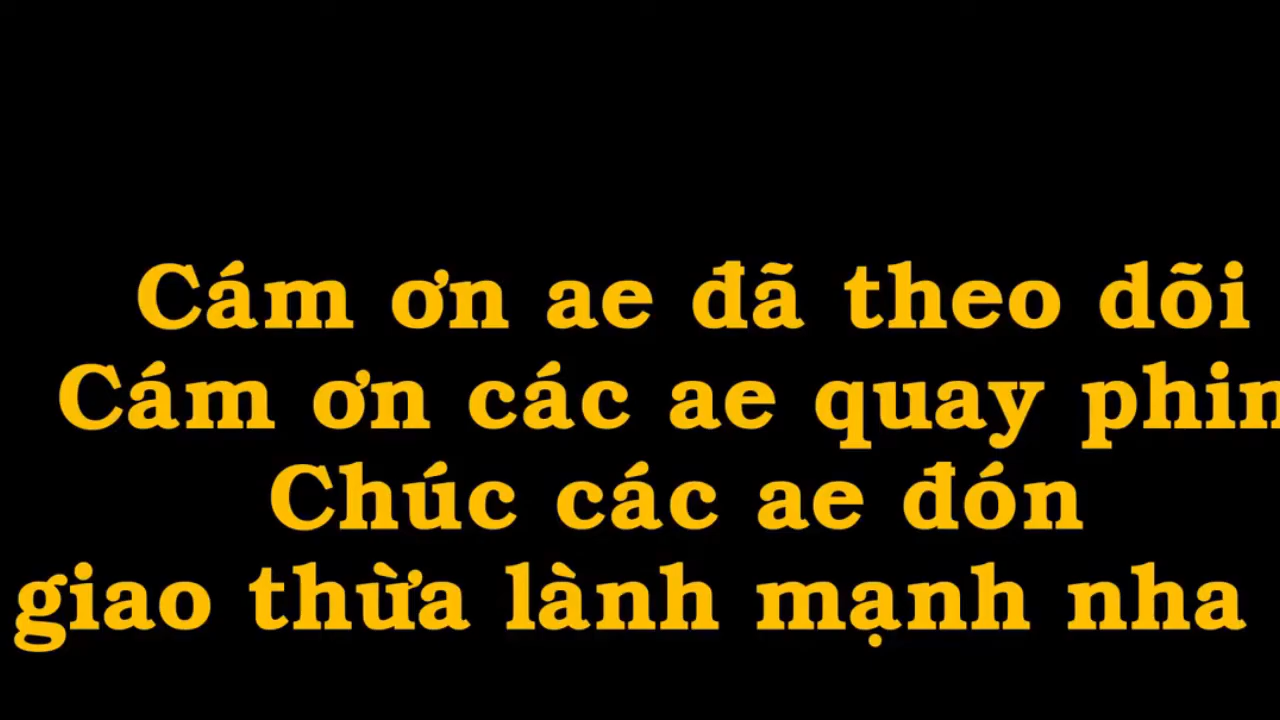 Cám ơn ae đã theo dõi
Cám ơn các ae quay
Chúc các ae đón
giao thừa lành mạnh nha